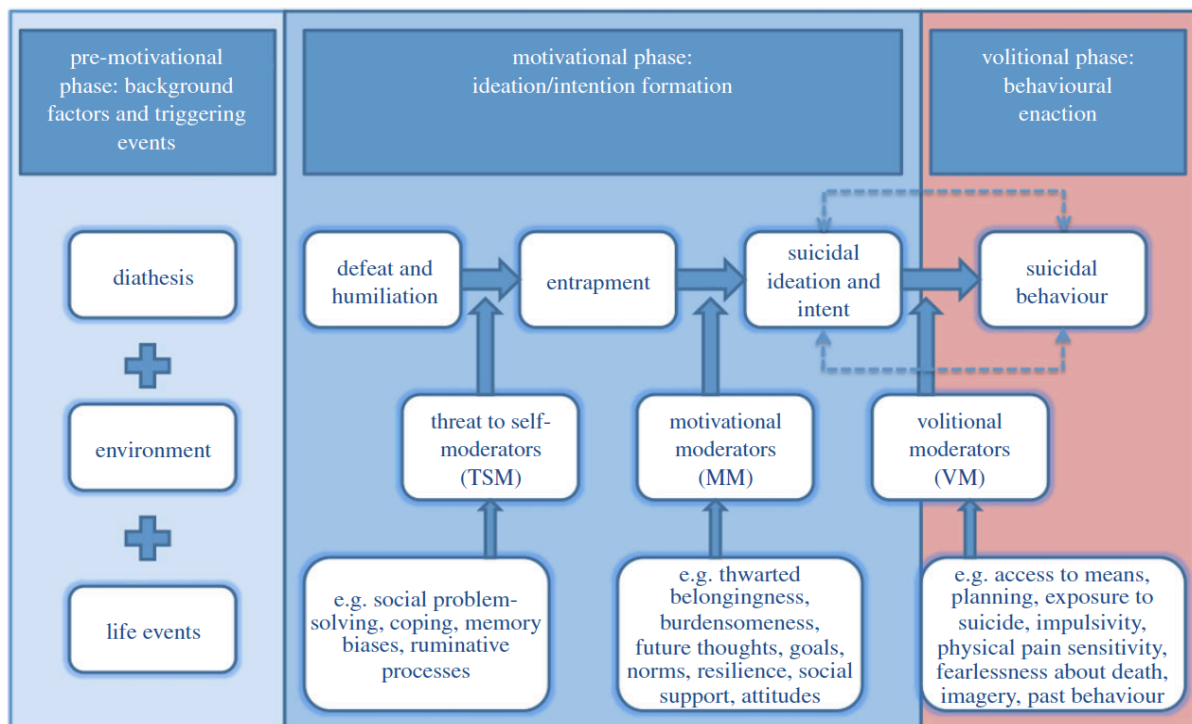 pre-motivational
phase: background
factors and triggering
events
motivational phase:
ideation/intention formation
volitional phase:
behavioural
enaction
diathesis
environment
life events
defeat and
humiliation
entrapment
suicidal
ideation and
intent
suicidal
behaviour
threat to self-
moderators
(TSM)
motivational
moderators
(MM)
volitional
moderators
(VM)
e.g. social problem-
solving, coping, memory
biases, ruminative
processes
e.g. thwarted
belongingness,
burdensomeness,
future thoughts, goals,
norms, resilience, social
support, attitudes
e.g. access to means,
planning, exposure to
suicide, impulsivity,
physical pain sensitivity,
fearlessness about death,
imagery, past behaviour